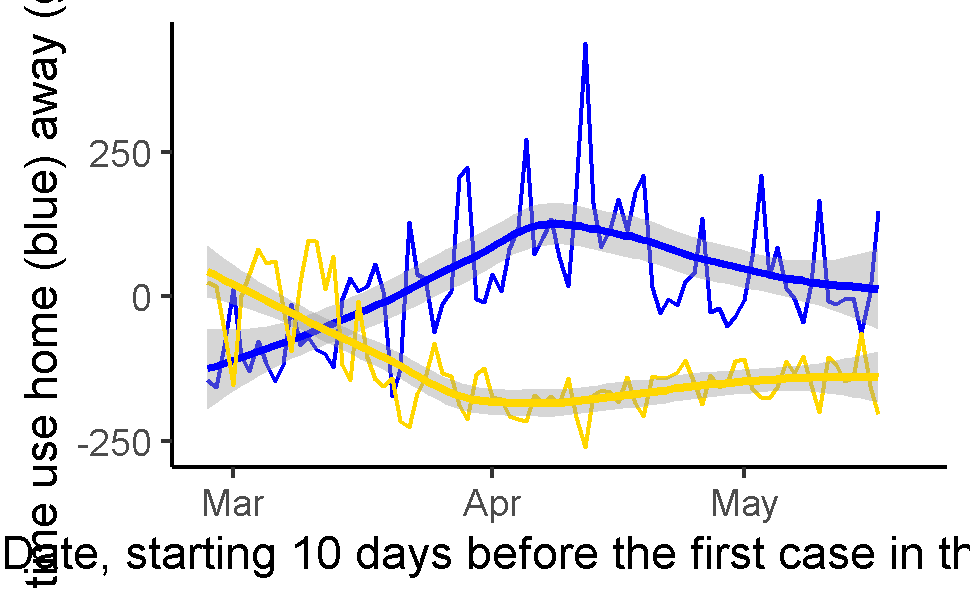 time use home (blue) away (
250
0
-250
Mar Apr May
Date, starting 10 days before the first case in th